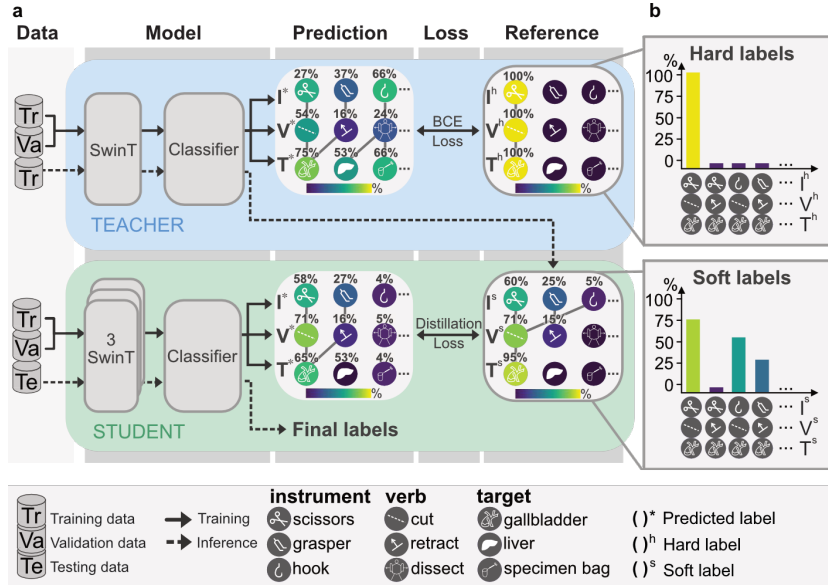 a
b
Data Model Prediction Loss Reference
Hard labels
%
100
75
50
25
0
...
... I^h
... V^h
... T^h
Tr
Va
Tr
SwinT
Classifier
27% 37% 66%
I* ...
54% 16% 24%
V* ...
75% 53% 66%
T* ...
%
BCE
Loss
100%
I^h ...
100%
V^h ...
100%
T^h ...
%
TEACHER
Soft labels
%
100
75
50
25
0
...
... I^s
... V^s
... T^s
Tr
Va
Te
3
SwinT
Classifier
58% 27% 4%
I* ...
71% 16% 5%
V* ...
65% 53% 4%
T* ...
%
Distillation
Loss
60% 25% 5%
I^s ...
71% 15%
V^s ...
95%
T^s ...
%
STUDENT
Final labels
instrument verb target
Tr Training data Training scissors cut gallbladder ( )* Predicted label
Va Validation data Inference grasper retract liver ( )^h Hard label
Te Testing data hook dissect specimen bag ( )^s Soft label